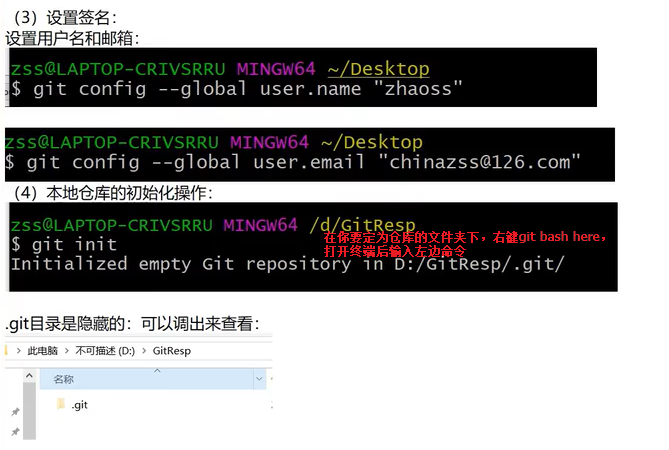 （3）设置签名：
设置用户名和邮箱：
zss@LAPTOP-CRIVSRRU MINGW64 ~/Desktop
$ git config --global user.name "zhaoss"
zss@LAPTOP-CRIVSRRU MINGW64 ~/Desktop
$ git config --global user.email "chinazss@126.com"
（4）本地仓库的初始化操作：
zss@LAPTOP-CRIVSRRU MINGW64 /d/GitResp
$ git init
在你要定为仓库的文件夹下，右键git bash here，
打开终端后输入左边命令
Initialized empty Git repository in D:/GitResp/.git/
.git目录是隐藏的：可以调出来查看：
> 此电脑 > 不可描述 (D:) > GitResp
名称
.git